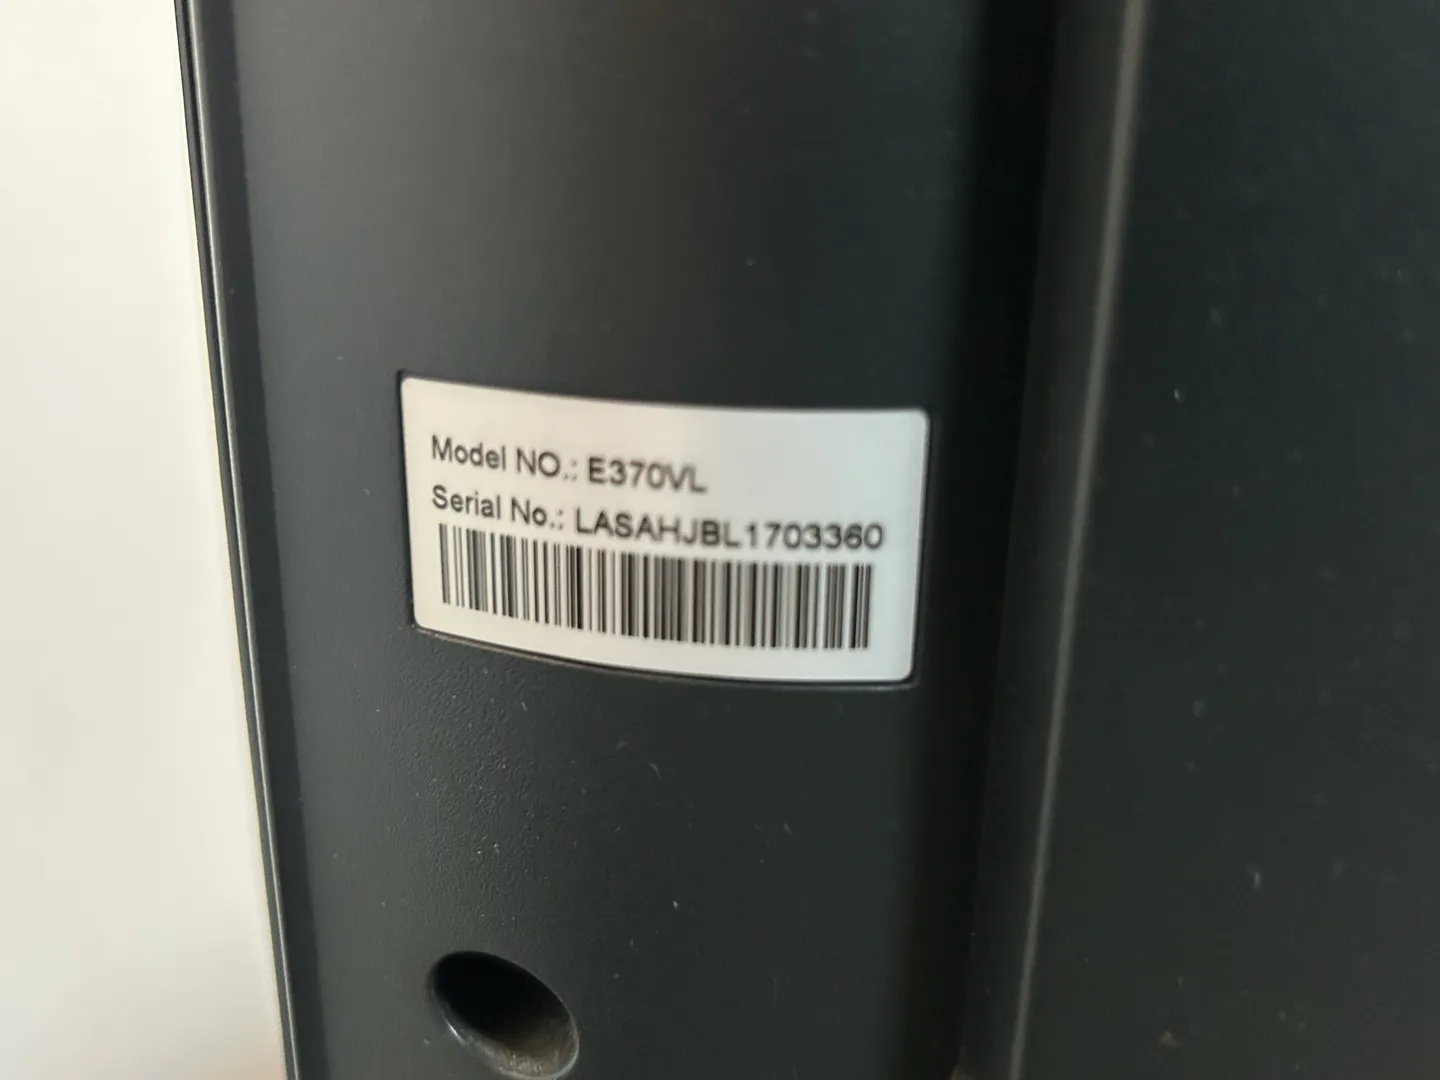 Model NO.: E370VL
Serial No.: LASAHJBL1703360